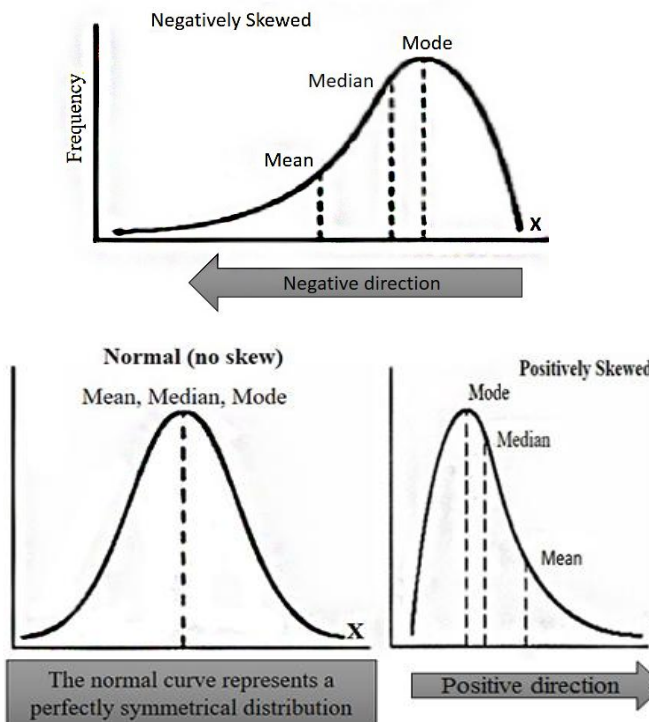 Negatively Skewed
Mode
Median
Mean
Frequency
X
Negative direction
Normal (no skew)
Mean, Median, Mode
X
The normal curve represents a
perfectly symmetrical distribution
Positively Skewed
Mode
Median
Mean
Positive direction